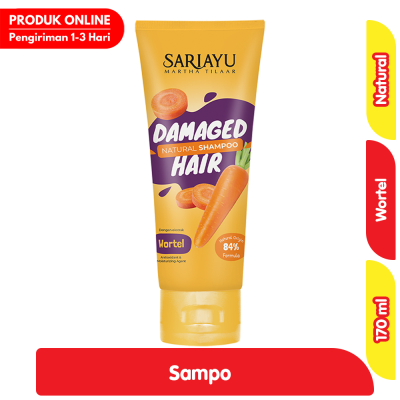 PRODUK ONLINE
Pengiriman 1-3 Hari
SARIAYU
MARTHA TILAAR
DAMAGED
NATURAL SHAMPOO
HAIR
Wortel
84%
Natural
Wortel
170 ml
Sampo